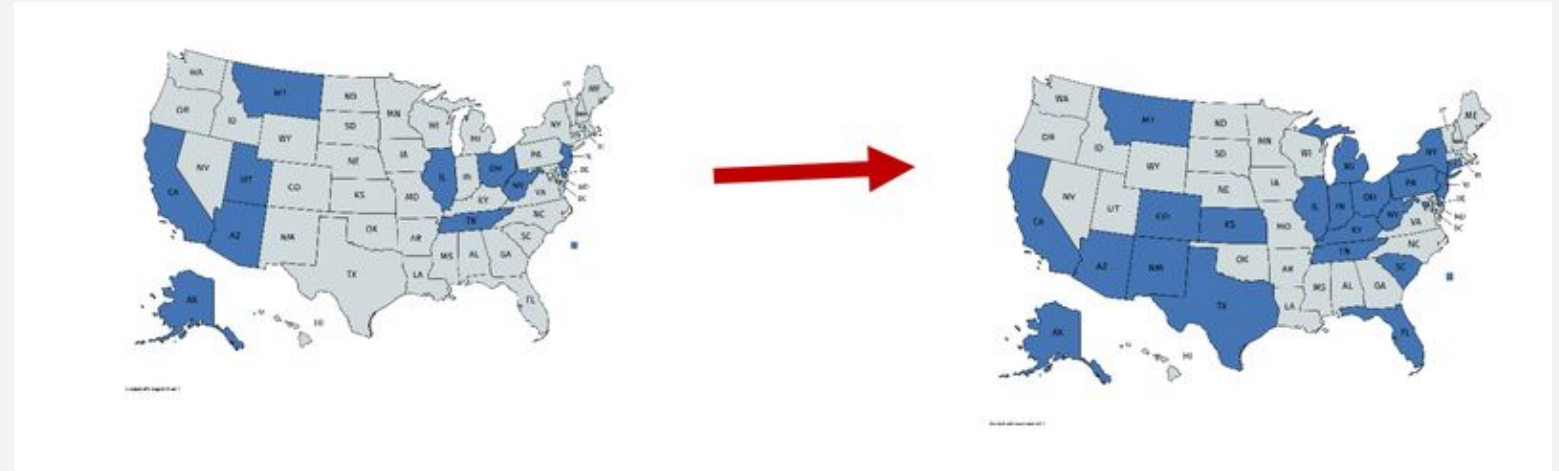 WA
MT
ND
MN
OR
ID
SD
WI
MI
NY
ME
WY
NE
IA
PA
NV
UT
CO
KS
MO
IL
IN
OH
WV
VA
KY
CA
AZ
NM
OK
AR
TN
NC
SC
TX
LA
MS
AL
GA
FL
AK
HI
WA
MT
ND
MN
OR
ID
SD
WI
MI
NY
ME
WY
NE
IA
PA
NV
UT
CO
KS
MO
IL
IN
OH
WV
VA
KY
CA
AZ
NM
OK
AR
TN
NC
SC
TX
LA
MS
AL
GA
FL
AK
HI